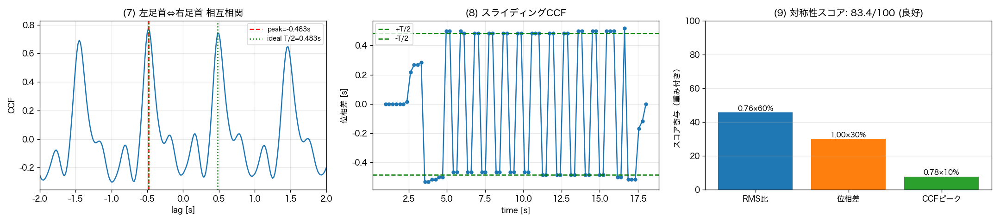 (7) 左足首⇔右足首 相互相関
CCF
0.8
0.6
0.4
0.2
0.0
-0.2
peak=-0.483s
ideal T/2=0.483s
-2.0 -1.5 -1.0 -0.5 0.0 0.5 1.0 1.5 2.0
lag [s]
(8) スライディングCCF
位相差 [s]
0.4
0.2
0.0
-0.2
-0.4
+T/2
-T/2
2.5 5.0 7.5 10.0 12.5 15.0 17.5
time [s]
(9) 対称性スコア: 83.4/100 (良好)
スコア寄与（重み付き）
100
80
60
40
20
0
0.76×60%
1.00×30%
0.78×10%
RMS比 位相差 CCFピーク